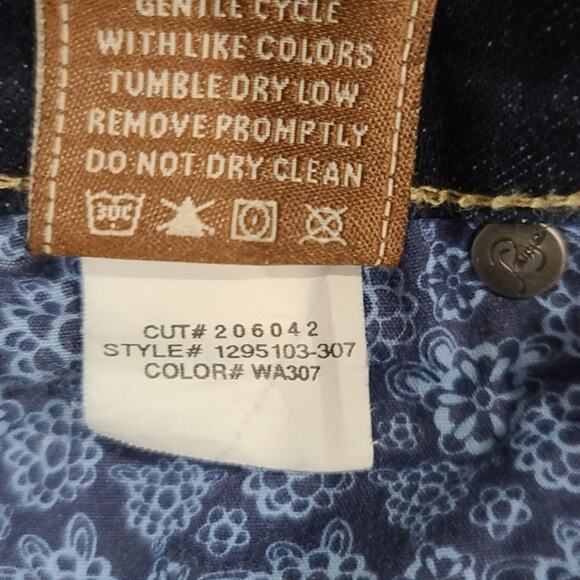 GENTLE CYCLE
WITH LIKE COLORS
TUMBLE DRY LOW
REMOVE PROMPTLY
DO NOT DRY CLEAN
30C
CUT# 206042
STYLE# 1295103-307
COLOR# WA307